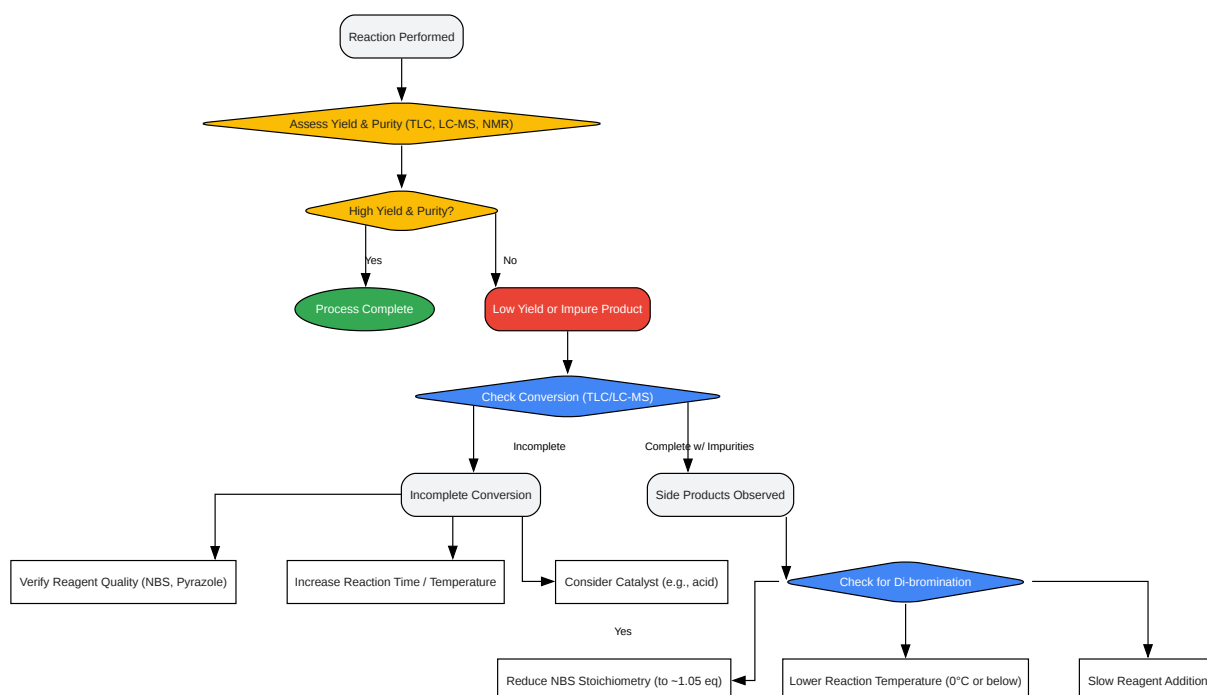 Reaction Performed
Assess Yield & Purity (TLC, LC-MS, NMR)
High Yield & Purity?
Yes
No
Process Complete
Low Yield or Impure Product
Check Conversion (TLC/LC-MS)
Incomplete
Complete w/ Impurities
Incomplete Conversion
Side Products Observed
Verify Reagent Quality (NBS, Pyrazole)
Increase Reaction Time / Temperature
Consider Catalyst (e.g., acid)
Check for Di-bromination
Yes
Reduce NBS Stoichiometry (to ~1.05 eq)
Lower Reaction Temperature (0°C or below)
Slow Reagent Addition